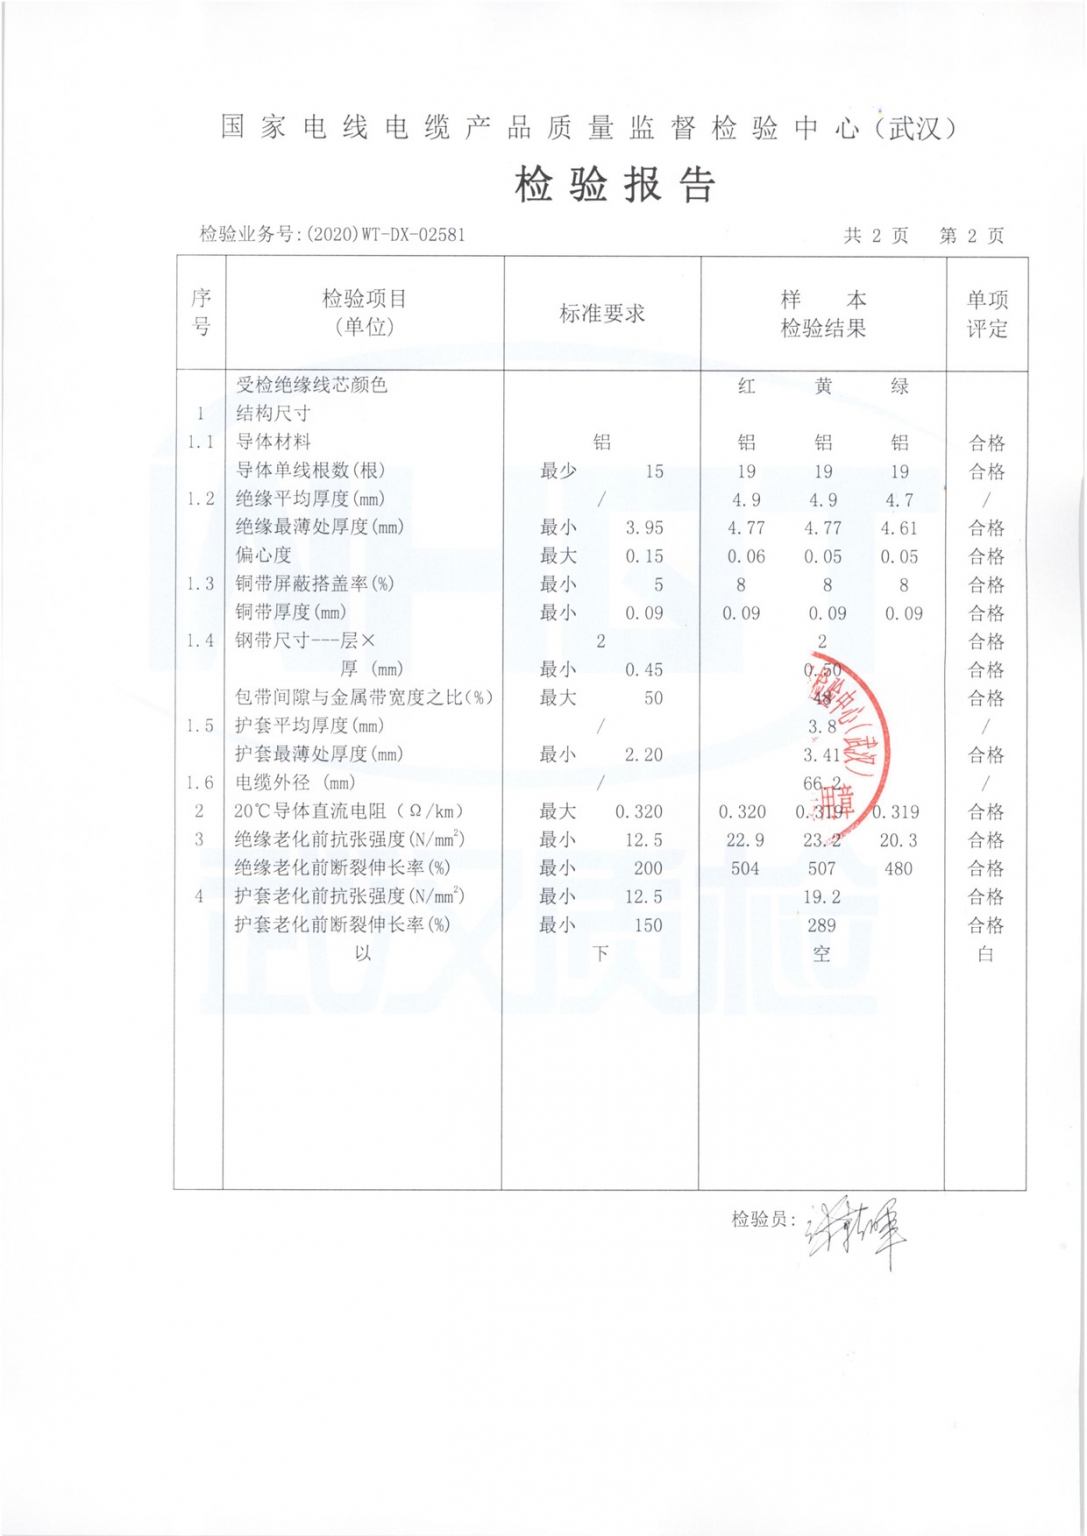 国家电线电缆产品质量监督检验中心（武汉）
检验报告
检验业务号:(2020)WT-DX-02581 共 2 页 第 2 页
序号 检验项目(单位) 标准要求 样本检验结果 单项评定
受检绝缘线芯颜色 红 黄 绿
1 结构尺寸
1.1 导体材料 铝 铝 铝 铝 合格
导体单线根数(根) 最少 15 19 19 19 合格
1.2 绝缘平均厚度(mm) / 4.9 4.9 4.7 /
绝缘最薄处厚度(mm) 最小 3.95 4.77 4.77 4.61 合格
偏心度 最大 0.15 0.06 0.05 0.05 合格
1.3 铜带屏蔽搭盖率(%) 最小 5 8 8 8 合格
铜带厚度(mm) 最小 0.09 0.09 0.09 0.09 合格
1.4 钢带尺寸---层× 2 2 合格
厚 (mm) 最小 0.45 0.50 合格
包带间隙与金属带宽度之比(%) 最大 50 48 合格
1.5 护套平均厚度(mm) / 3.8 /
护套最薄处厚度(mm) 最小 2.20 3.41 合格
1.6 电缆外径 (mm) / 66.2 /
2 20℃导体直流电阻（Ω/km） 最大 0.320 0.320 0.319 0.319 合格
3 绝缘老化前抗张强度(N/mm²) 最小 12.5 22.9 23.2 20.3 合格
绝缘老化前断裂伸长率(%) 最小 200 504 507 480 合格
4 护套老化前抗张强度(N/mm²) 最小 12.5 19.2 合格
护套老化前断裂伸长率(%) 最小 150 289 合格
以 下 空 白
检验中心（武汉）
用章
武汉质检
检验员: